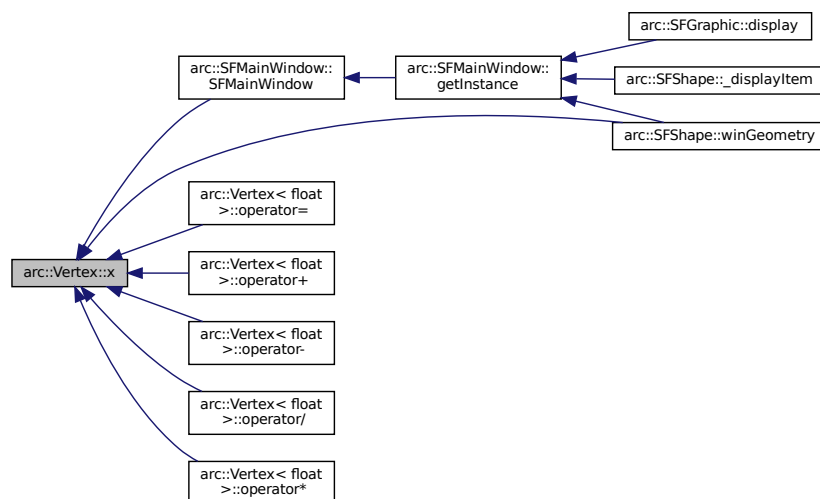 arc::SFGraphic::display
arc::SFMainWindow::
SFMainWindow
arc::SFMainWindow::
getInstance
arc::SFShape::_displayItem
arc::SFShape::winGeometry
arc::Vertex< float
>::operator=
arc::Vertex::x
arc::Vertex< float
>::operator+
arc::Vertex< float
>::operator-
arc::Vertex< float
>::operator/
arc::Vertex< float
>::operator*